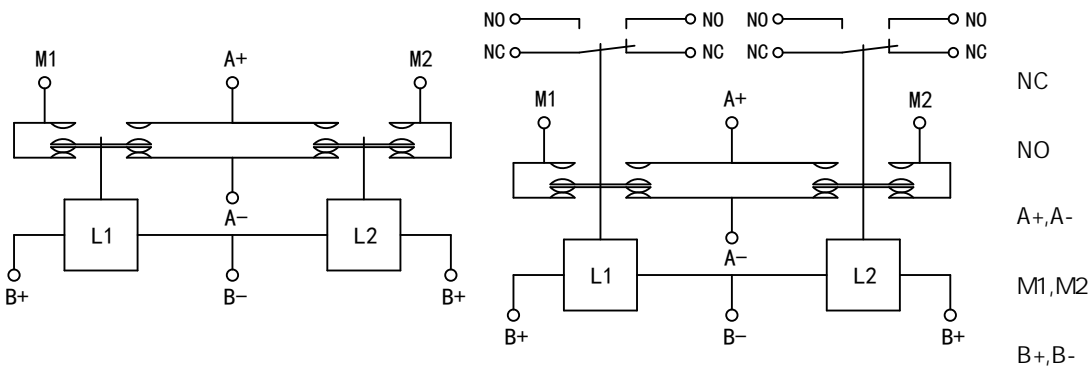 M1 A+ M2
A-
L1 L2
B+ B- B+
NO NO NO NO
NC NC NC NC
M1 A+ M2
A-
L1 L2
B+ B- B+
NC
NO
A+,A-
M1,M2
B+,B-